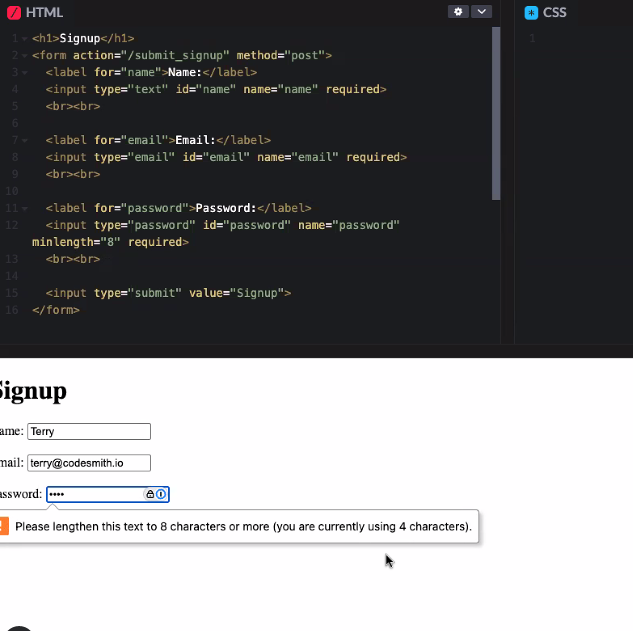 HTML
CSS
1 <h1>Signup</h1>
2 <form action="/submit_signup" method="post">
3 <label for="name">Name:</label>
4 <input type="text" id="name" name="name" required>
5 <br><br>
6
7 <label for="email">Email:</label>
8 <input type="email" id="email" name="email" required>
9 <br><br>
10
11 <label for="password">Password:</label>
12 <input type="password" id="password" name="password"
minlength="8" required>
13 <br><br>
14
15 <input type="submit" value="Signup">
16 </form>
1
Signup
ame: Terry
mail: terry@codesmith.io
assword: ••••
Please lengthen this text to 8 characters or more (you are currently using 4 characters).